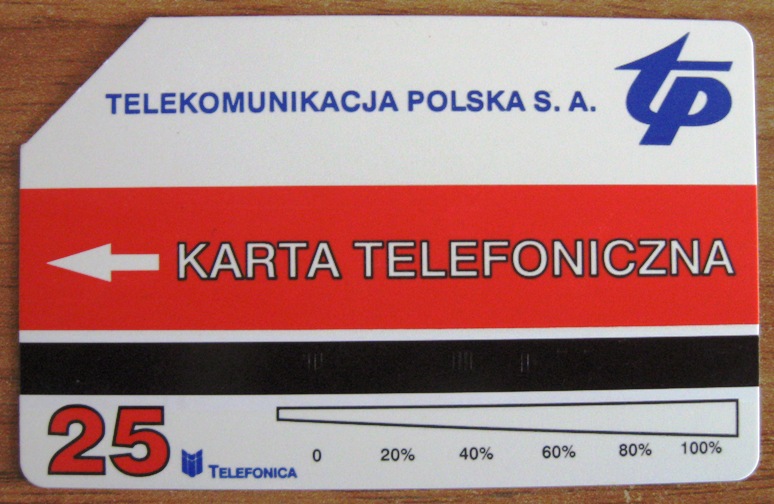 TELEKOMUNIKACJA POLSKA S. A.
tp
KARTA TELEFONICZNA
25
TELEFONICA
0 20% 40% 60% 80% 100%